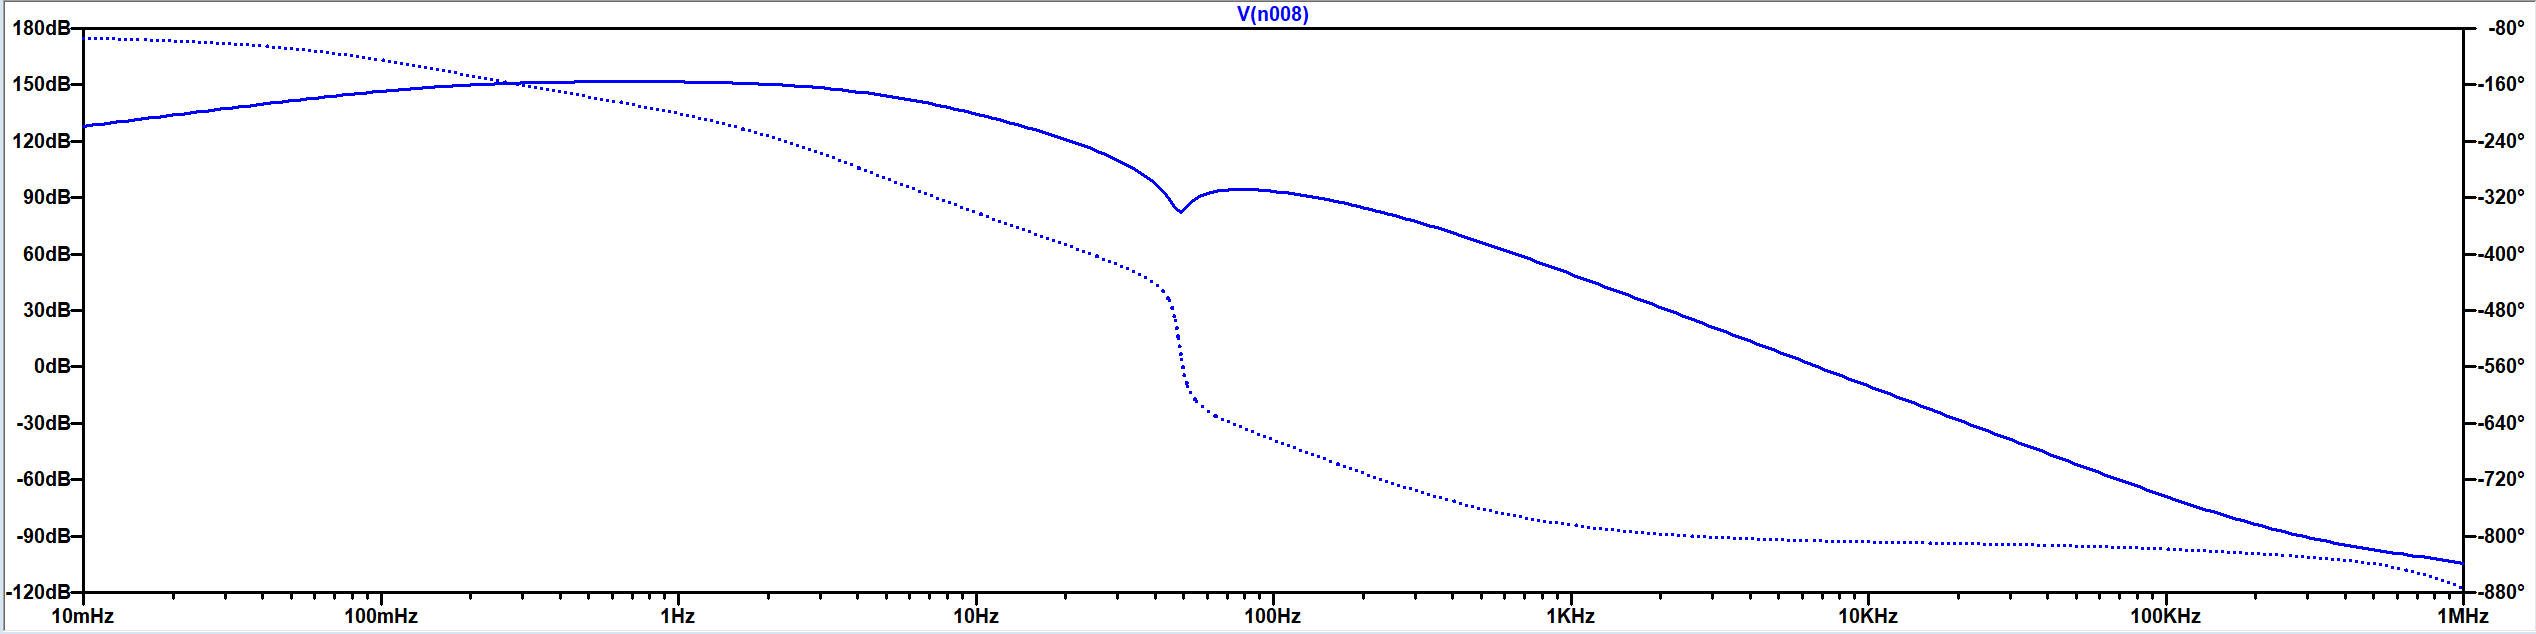 V(n008)
180dB -80°
150dB -160°
120dB -240°
90dB -320°
60dB -400°
30dB -480°
0dB -560°
-30dB -640°
-60dB -720°
-90dB -800°
-120dB -880°
10mHz 100mHz 1Hz 10Hz 100Hz 1KHz 10KHz 100KHz 1MHz